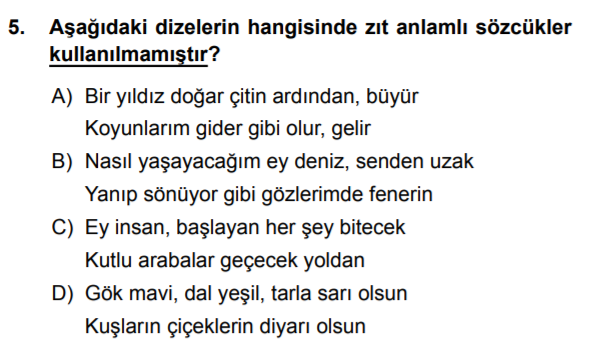 5. Aşağıdaki dizelerin hangisinde zıt anlamlı sözcükler
kullanılmamıştır?
A) Bir yıldız doğar çitin ardından, büyür
Koyunlarım gider gibi olur, gelir
B) Nasıl yaşayacağım ey deniz, senden uzak
Yanıp sönüyor gibi gözlerimde fenerin
C) Ey insan, başlayan her şey bitecek
Kutlu arabalar geçecek yoldan
D) Gök mavi, dal yeşil, tarla sarı olsun
Kuşların çiçeklerin diyarı olsun